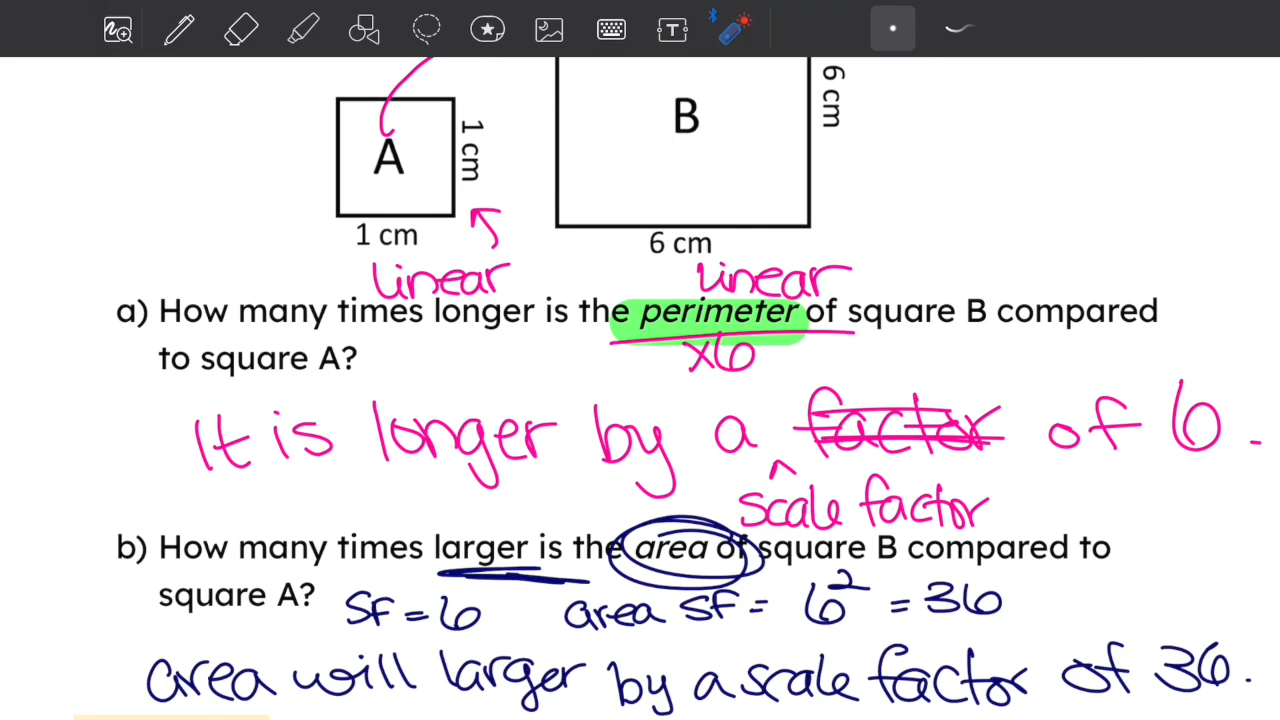 A
1 cm
1 cm
B
6 cm
6 cm
linear
linear
a) How many times longer is the perimeter of square B compared
to square A?
×6
It is longer by a factor of 6.
scale factor
b) How many times larger is the area of square B compared to
square A?
SF = 6 area SF = 6² = 36
area will larger by a scale factor of 36.